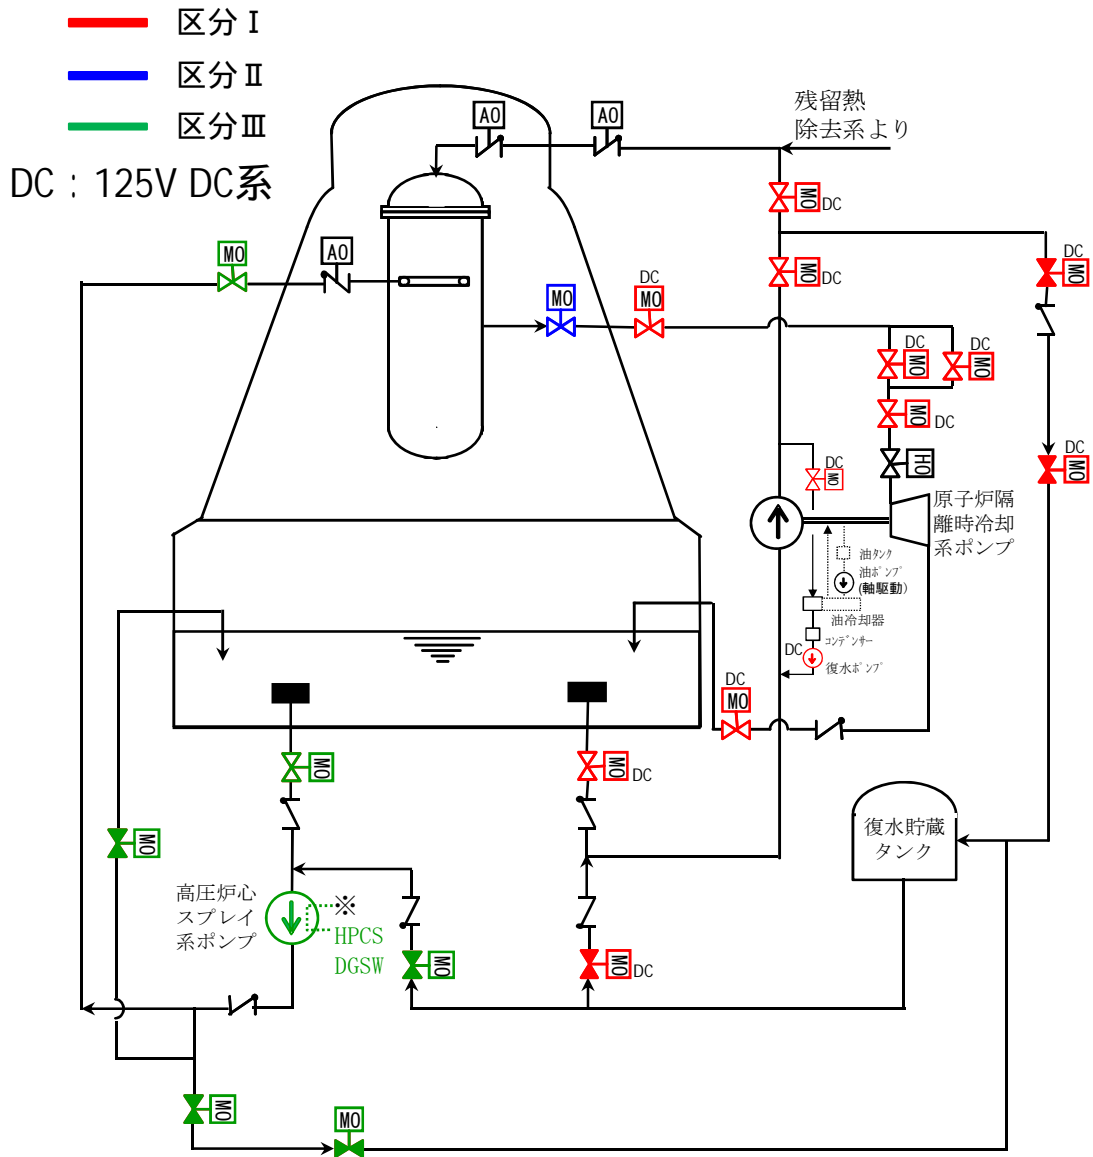 区分Ⅰ
区分Ⅱ
区分Ⅲ
DC：125V DC系
AO
AO
残留熱
除去系より
MO
DC
MO
AO
MO
DC
DC
MO
MO
DC
MO
DC
MO
DC
MO
MO
DC
HO
DC
MO
DC
MO
原子炉隔
離時冷却
系ポンプ
油タンク
油ポンプ
(軸駆動)
油冷却器
コンデンサー
DC
復水ポンプ
DC
MO
MO
MO
DC
MO
復水貯蔵
タンク
高圧炉心
スプレイ
系ポンプ
※
HPCS
DGSW
MO
MO
DC
MO
MO